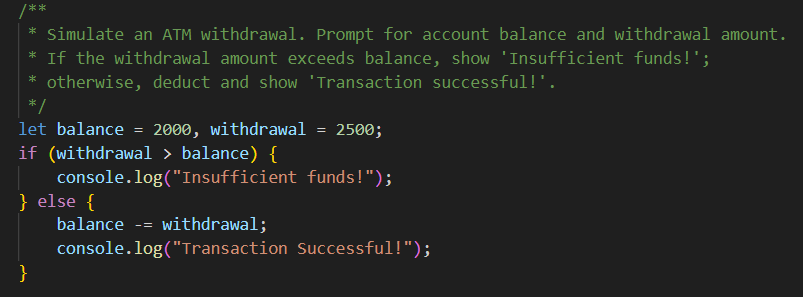 /**
 * Simulate an ATM withdrawal. Prompt for account balance and withdrawal amount.
 * If the withdrawal amount exceeds balance, show 'Insufficient funds!';
 * otherwise, deduct and show 'Transaction successful!'.
 */
let balance = 2000, withdrawal = 2500;
if (withdrawal > balance) {
    console.log("Insufficient funds!");
} else {
    balance -= withdrawal;
    console.log("Transaction Successful!");
}